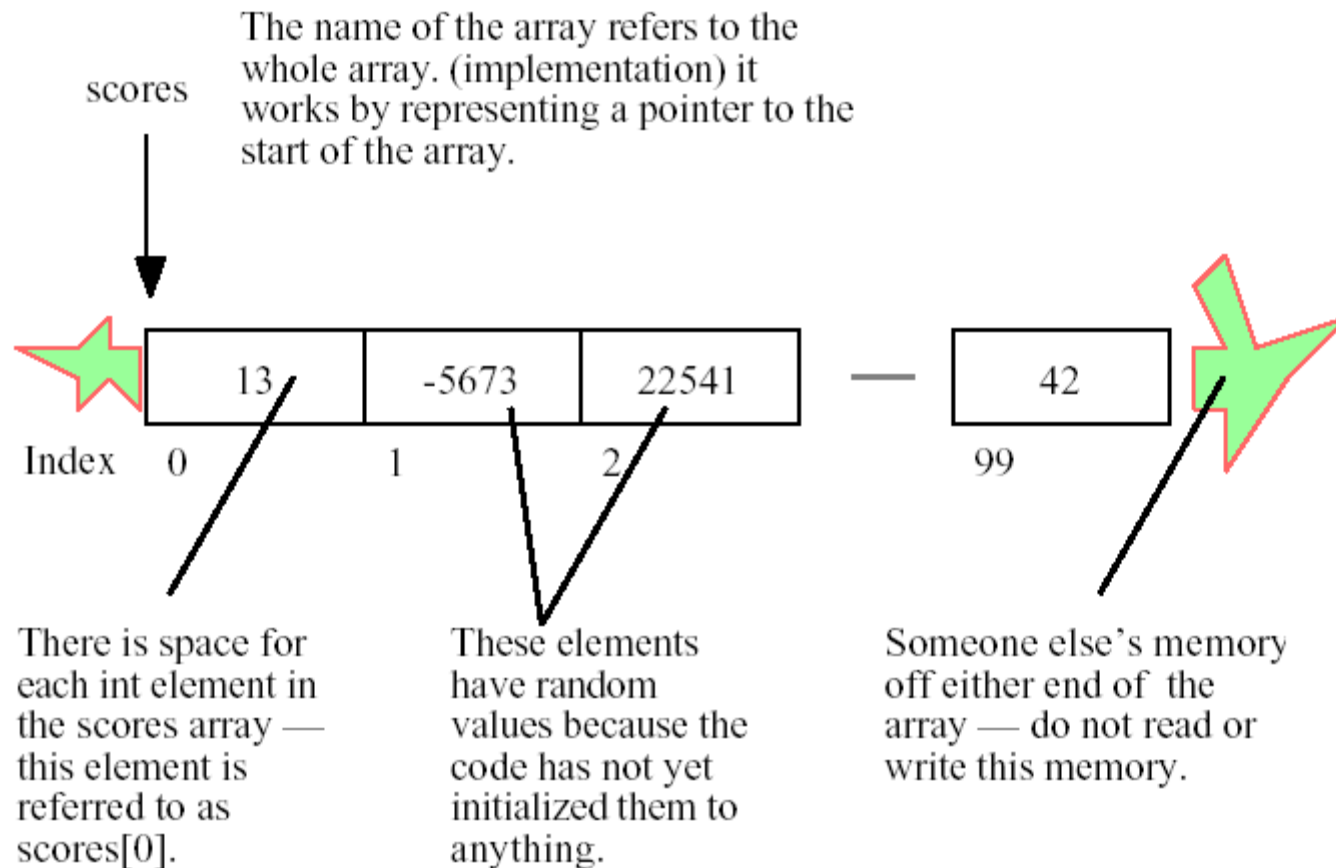 The name of the array refers to the
whole array. (implementation) it
works by representing a pointer to the
start of the array.
scores
13 -5673 22541 42
Index 0 1 2 99
There is space for
each int element in
the scores array —
this element is
referred to as
scores[0].
These elements
have random
values because the
code has not yet
initialized them to
anything.
Someone else’s memory
off either end of the
array — do not read or
write this memory.